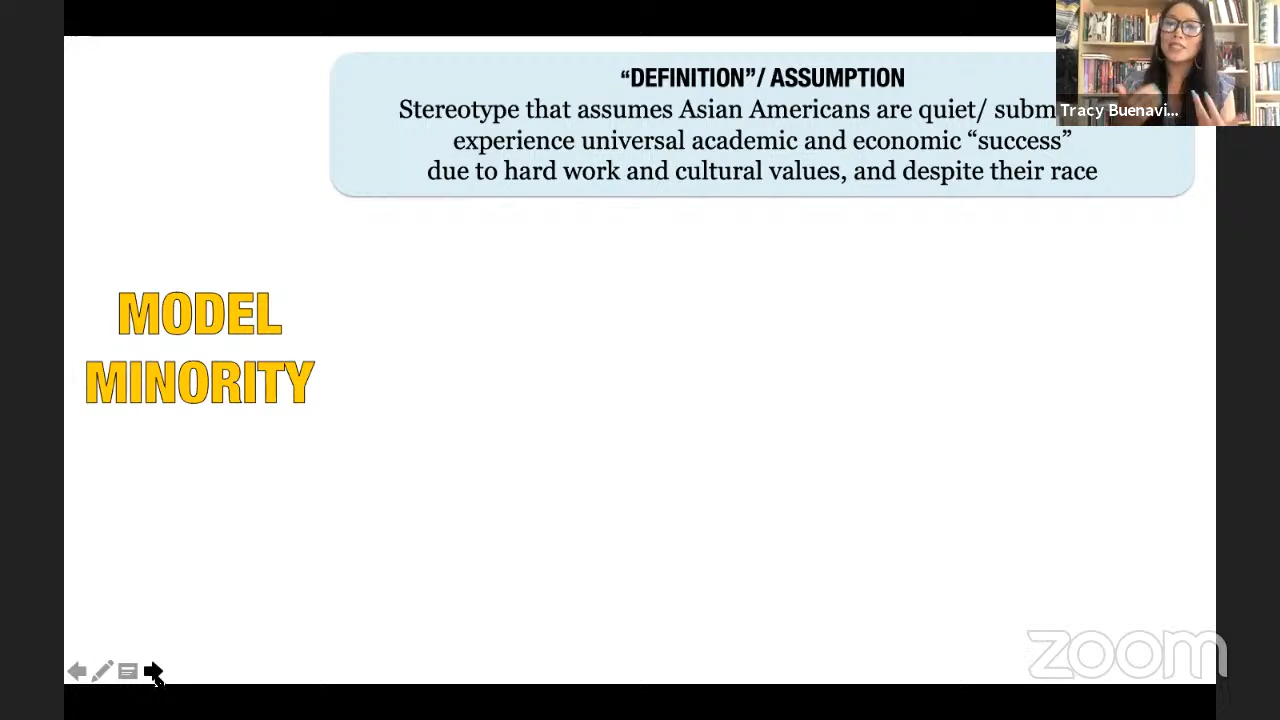 “DEFINITION”/ ASSUMPTION
Stereotype that assumes Asian Americans are quiet/
experience universal academic and economic “success”
due to hard work and cultural values, and despite their race
Tracy Buenavi...
MODEL
MINORITY
zoom